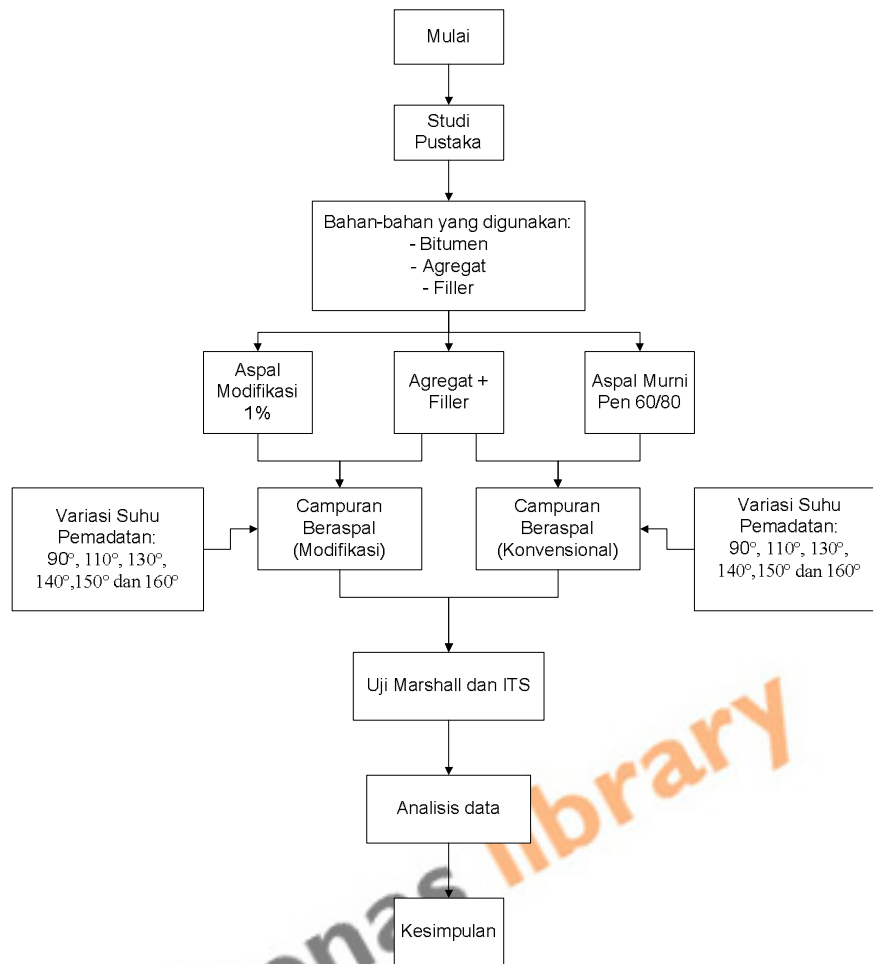 Mulai
Studi
Pustaka
Bahan-bahan yang digunakan:
- Bitumen
- Agregat
- Filler
Aspal
Modifikasi
1%
Agregat +
Filler
Aspal Murni
Pen 60/80
Variasi Suhu
Pemadatan:
90°, 110°, 130°,
140°,150° dan 160°
Campuran
Beraspal
(Modifikasi)
Campuran
Beraspal
(Konvensional)
Variasi Suhu
Pemadatan:
90°, 110°, 130°,
140°,150° dan 160°
Uji Marshall dan ITS
Analisis data
Kesimpulan
library